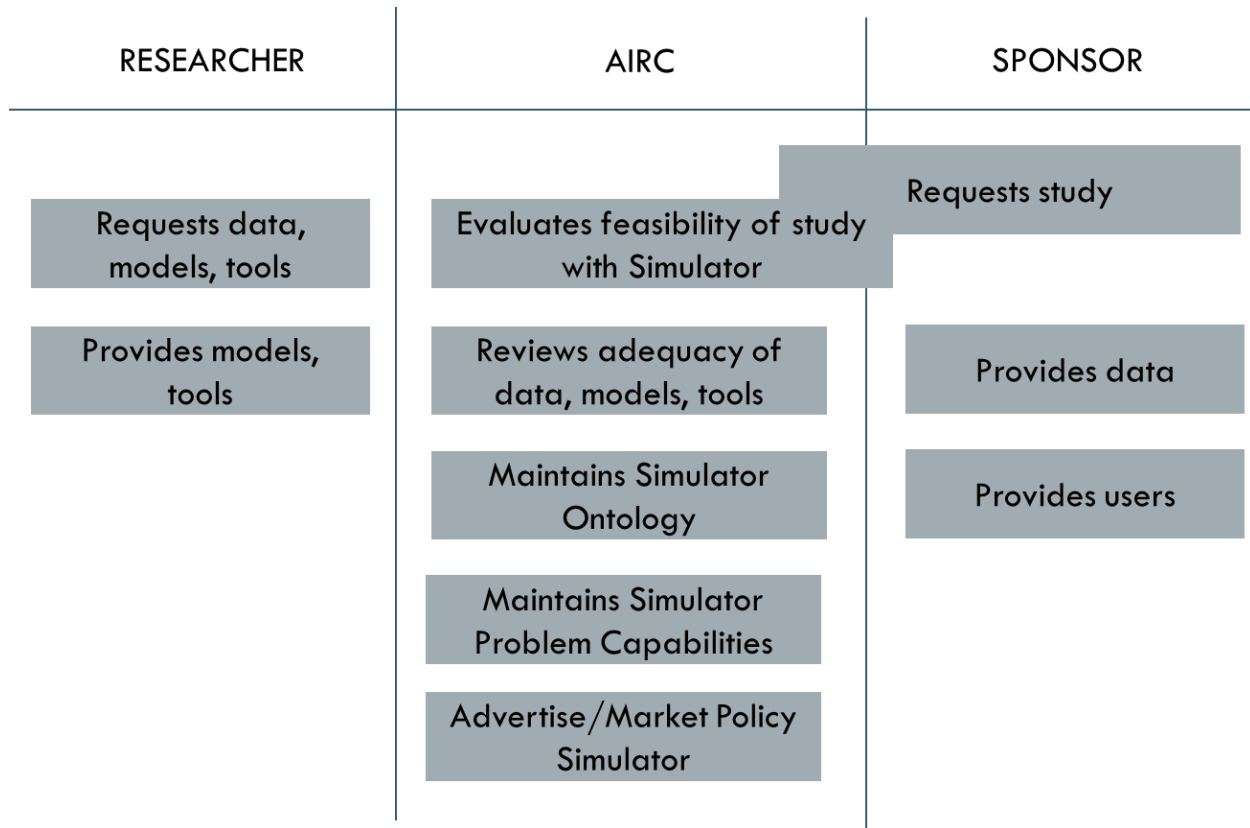 RESEARCHER
AIRC
SPONSOR
Requests data,
models, tools
Provides models,
tools
Evaluates feasibility of study
with Simulator
Reviews adequacy of
data, models, tools
Maintains Simulator
Ontology
Maintains Simulator
Problem Capabilities
Advertise/Market Policy
Simulator
Requests study
Provides data
Provides users